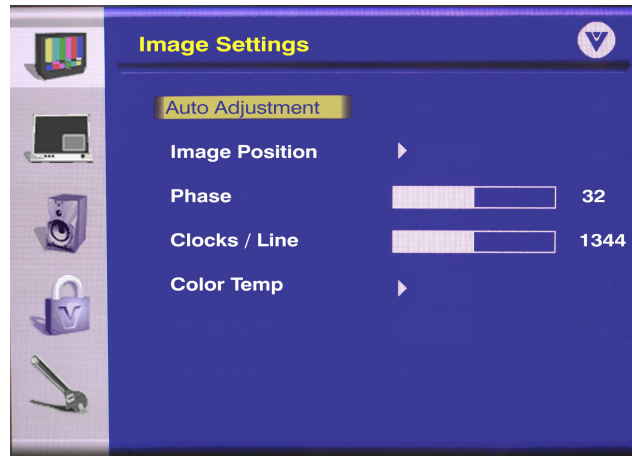 Image Settings
Auto Adjustment
Image Position
Phase 32
Clocks / Line 1344
Color Temp